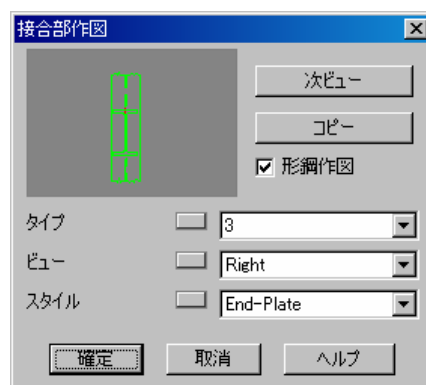 接合部作図
次ビュー
コピー
形鋼作図
タイプ 3
ビュー Right
スタイル End-Plate
確定 取消 ヘルプ